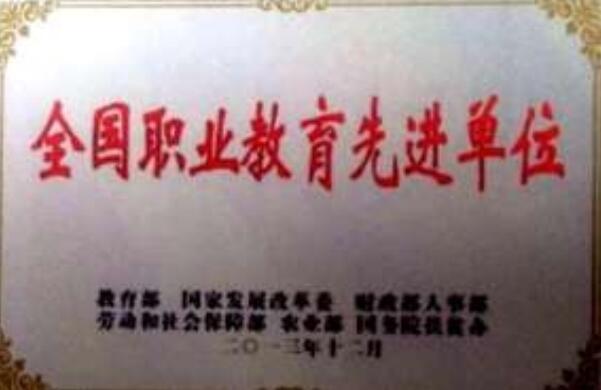 全国职业教育先进单位
教育部 国家发展改革委 财政部人事部
劳动和社会保障部 农业部 国务院扶贫办
二〇一三年十二月